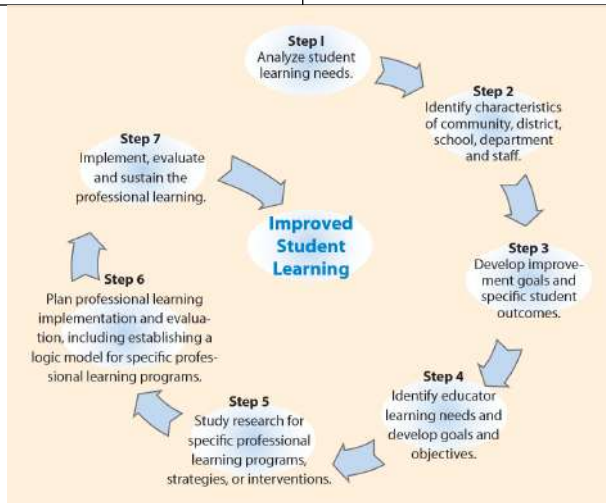 Step I
Analyze student
learning needs.
Step 2
Identify characteristics
of community, district,
school, department
and staff.
Step 3
Develop improve-
ment goals and
specific student
outcomes.
Step 4
Identify educator
learning needs and
develop goals and
objectives.
Step 5
Study research for
specific professional
learning programs,
strategies, or interventions.
Step 6
Plan professional learning
implementation and evalua-
tion, including establishing a
logic model for specific profes-
sional learning programs.
Step 7
Implement, evaluate
and sustain the
professional learning.
Improved
Student
Learning